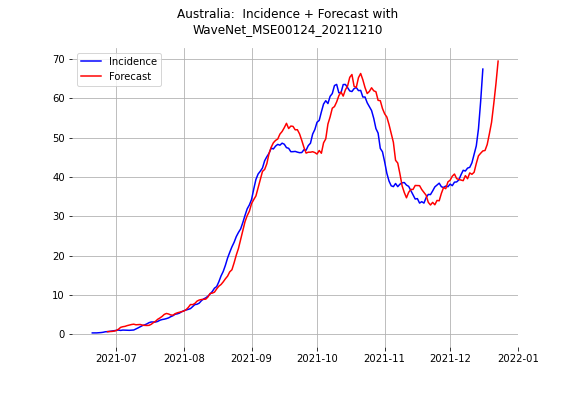 Australia:  Incidence + Forecast with
WaveNet_MSE00124_20211210
Incidence
Forecast
70
60
50
40
30
20
10
0
2021-07 2021-08 2021-09 2021-10 2021-11 2021-12 2022-01